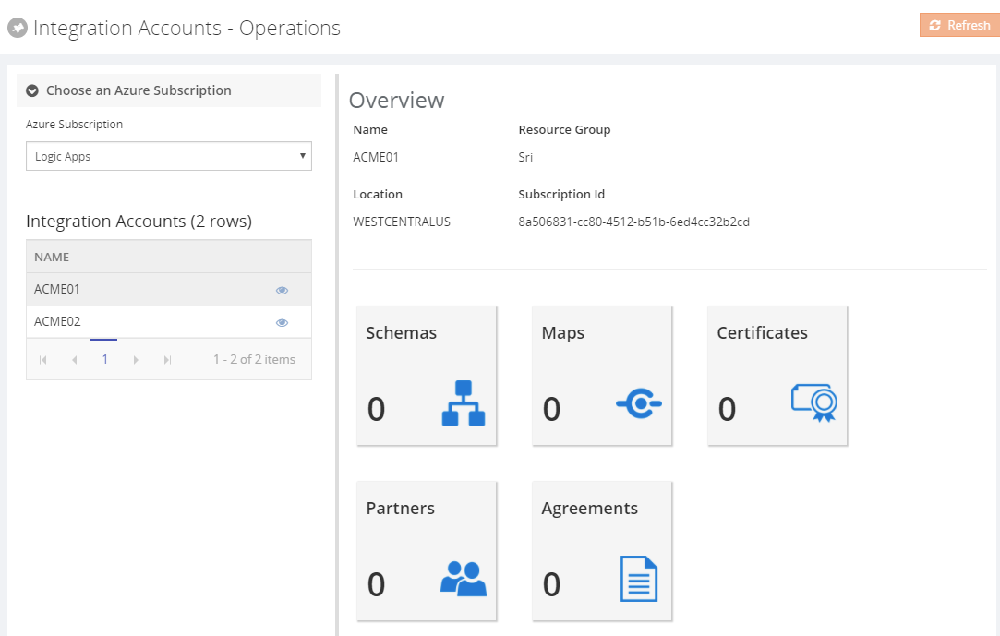 Integration Accounts - Operations
Refresh
Choose an Azure Subscription
Azure Subscription
Logic Apps
Integration Accounts (2 rows)
NAME
ACME01
ACME02
1
1 - 2 of 2 items
Overview
Name
Resource Group
ACME01
Sri
Location
Subscription Id
WESTCENTRALUS
8a506831-cc80-4512-b51b-6ed4cc32b2cd
Schemas
0
Maps
0
Certificates
0
Partners
0
Agreements
0